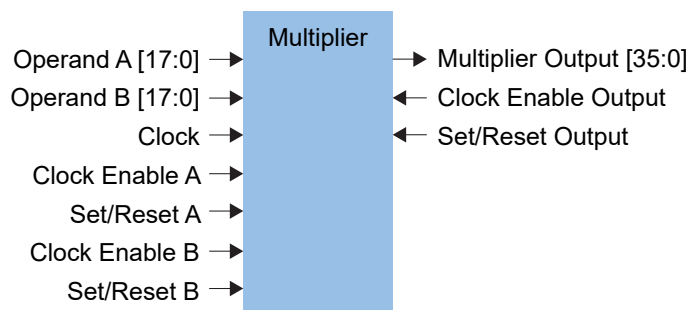 Multiplier
Operand A [17:0]
Operand B [17:0]
Clock
Clock Enable A
Set/Reset A
Clock Enable B
Set/Reset B
Multiplier Output [35:0]
Clock Enable Output
Set/Reset Output